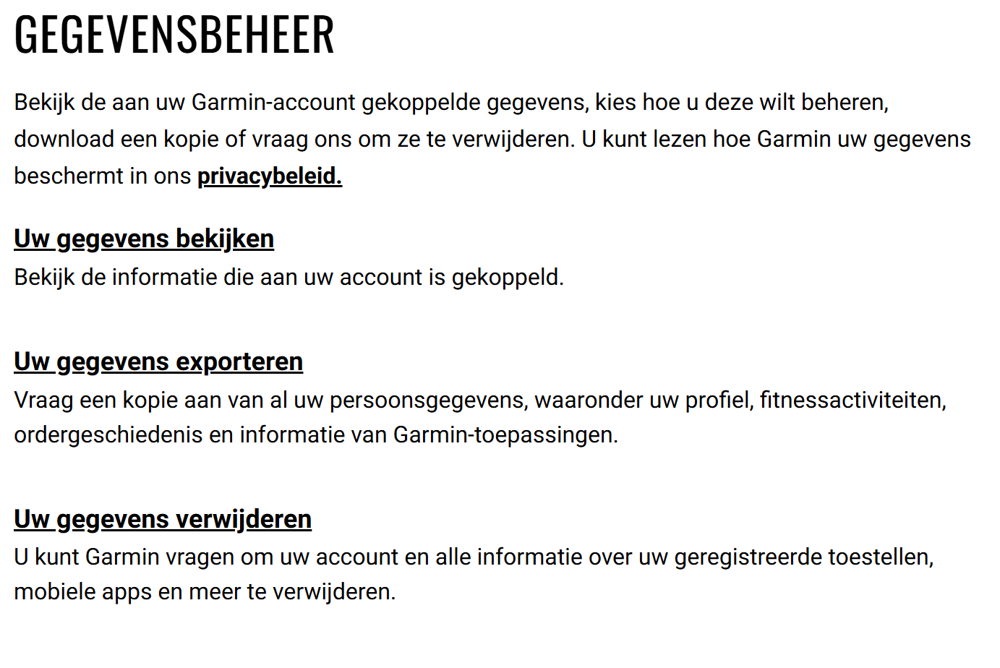 GEGEVENSBEHEER
Bekijk de aan uw Garmin-account gekoppelde gegevens, kies hoe u deze wilt beheren,
download een kopie of vraag ons om ze te verwijderen. U kunt lezen hoe Garmin uw gegevens
beschermt in ons privacybeleid.
Uw gegevens bekijken
Bekijk de informatie die aan uw account is gekoppeld.
Uw gegevens exporteren
Vraag een kopie aan van al uw persoonsgegevens, waaronder uw profiel, fitnessactiviteiten,
ordergeschiedenis en informatie van Garmin-toepassingen.
Uw gegevens verwijderen
U kunt Garmin vragen om uw account en alle informatie over uw geregistreerde toestellen,
mobiele apps en meer te verwijderen.